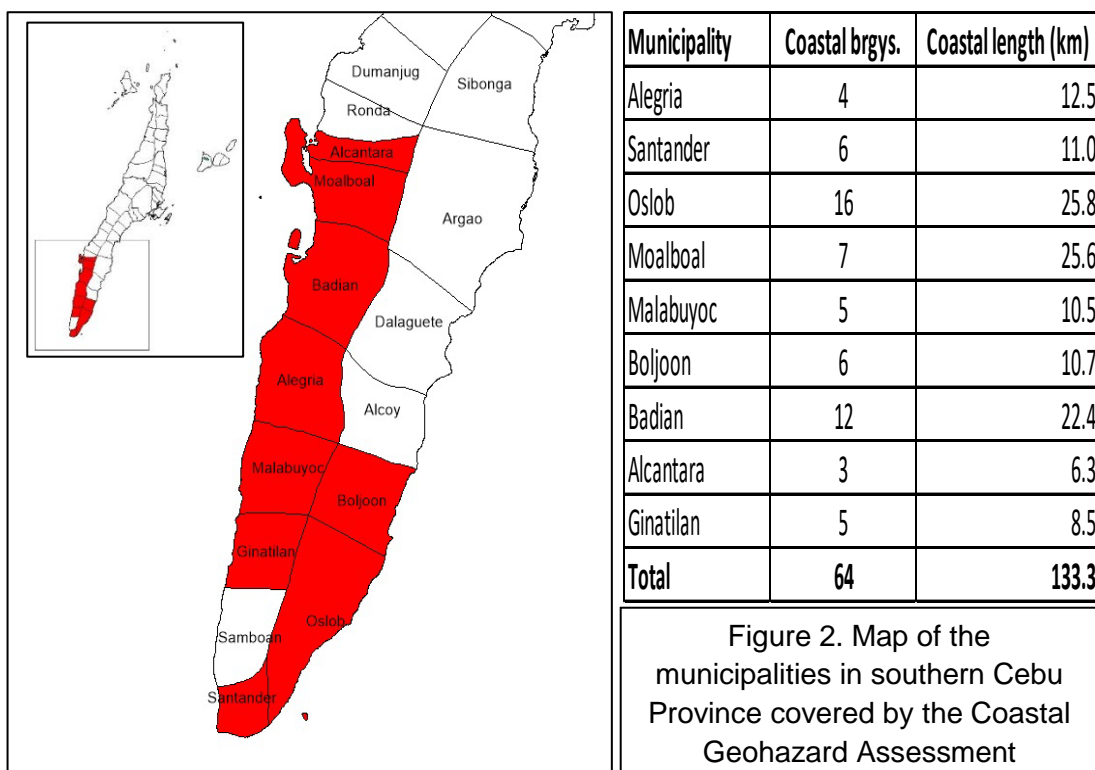 Dumanjug
Sibonga
Ronda
Alcantara
Moalboal
Argao
Badian
Dalaguete
Alegria
Alcoy
Malabuyoc
Boljoon
Ginatilan
Oslob
Samboan
Santander
Municipality Coastal brgys. Coastal length (km)
Alegria 4 12.5
Santander 6 11.0
Oslob 16 25.8
Moalboal 7 25.6
Malabuyoc 5 10.5
Boljoon 6 10.7
Badian 12 22.4
Alcantara 3 6.3
Ginatilan 5 8.5
Total 64 133.3
Figure 2. Map of the
municipalities in southern Cebu
Province covered by the Coastal
Geohazard Assessment